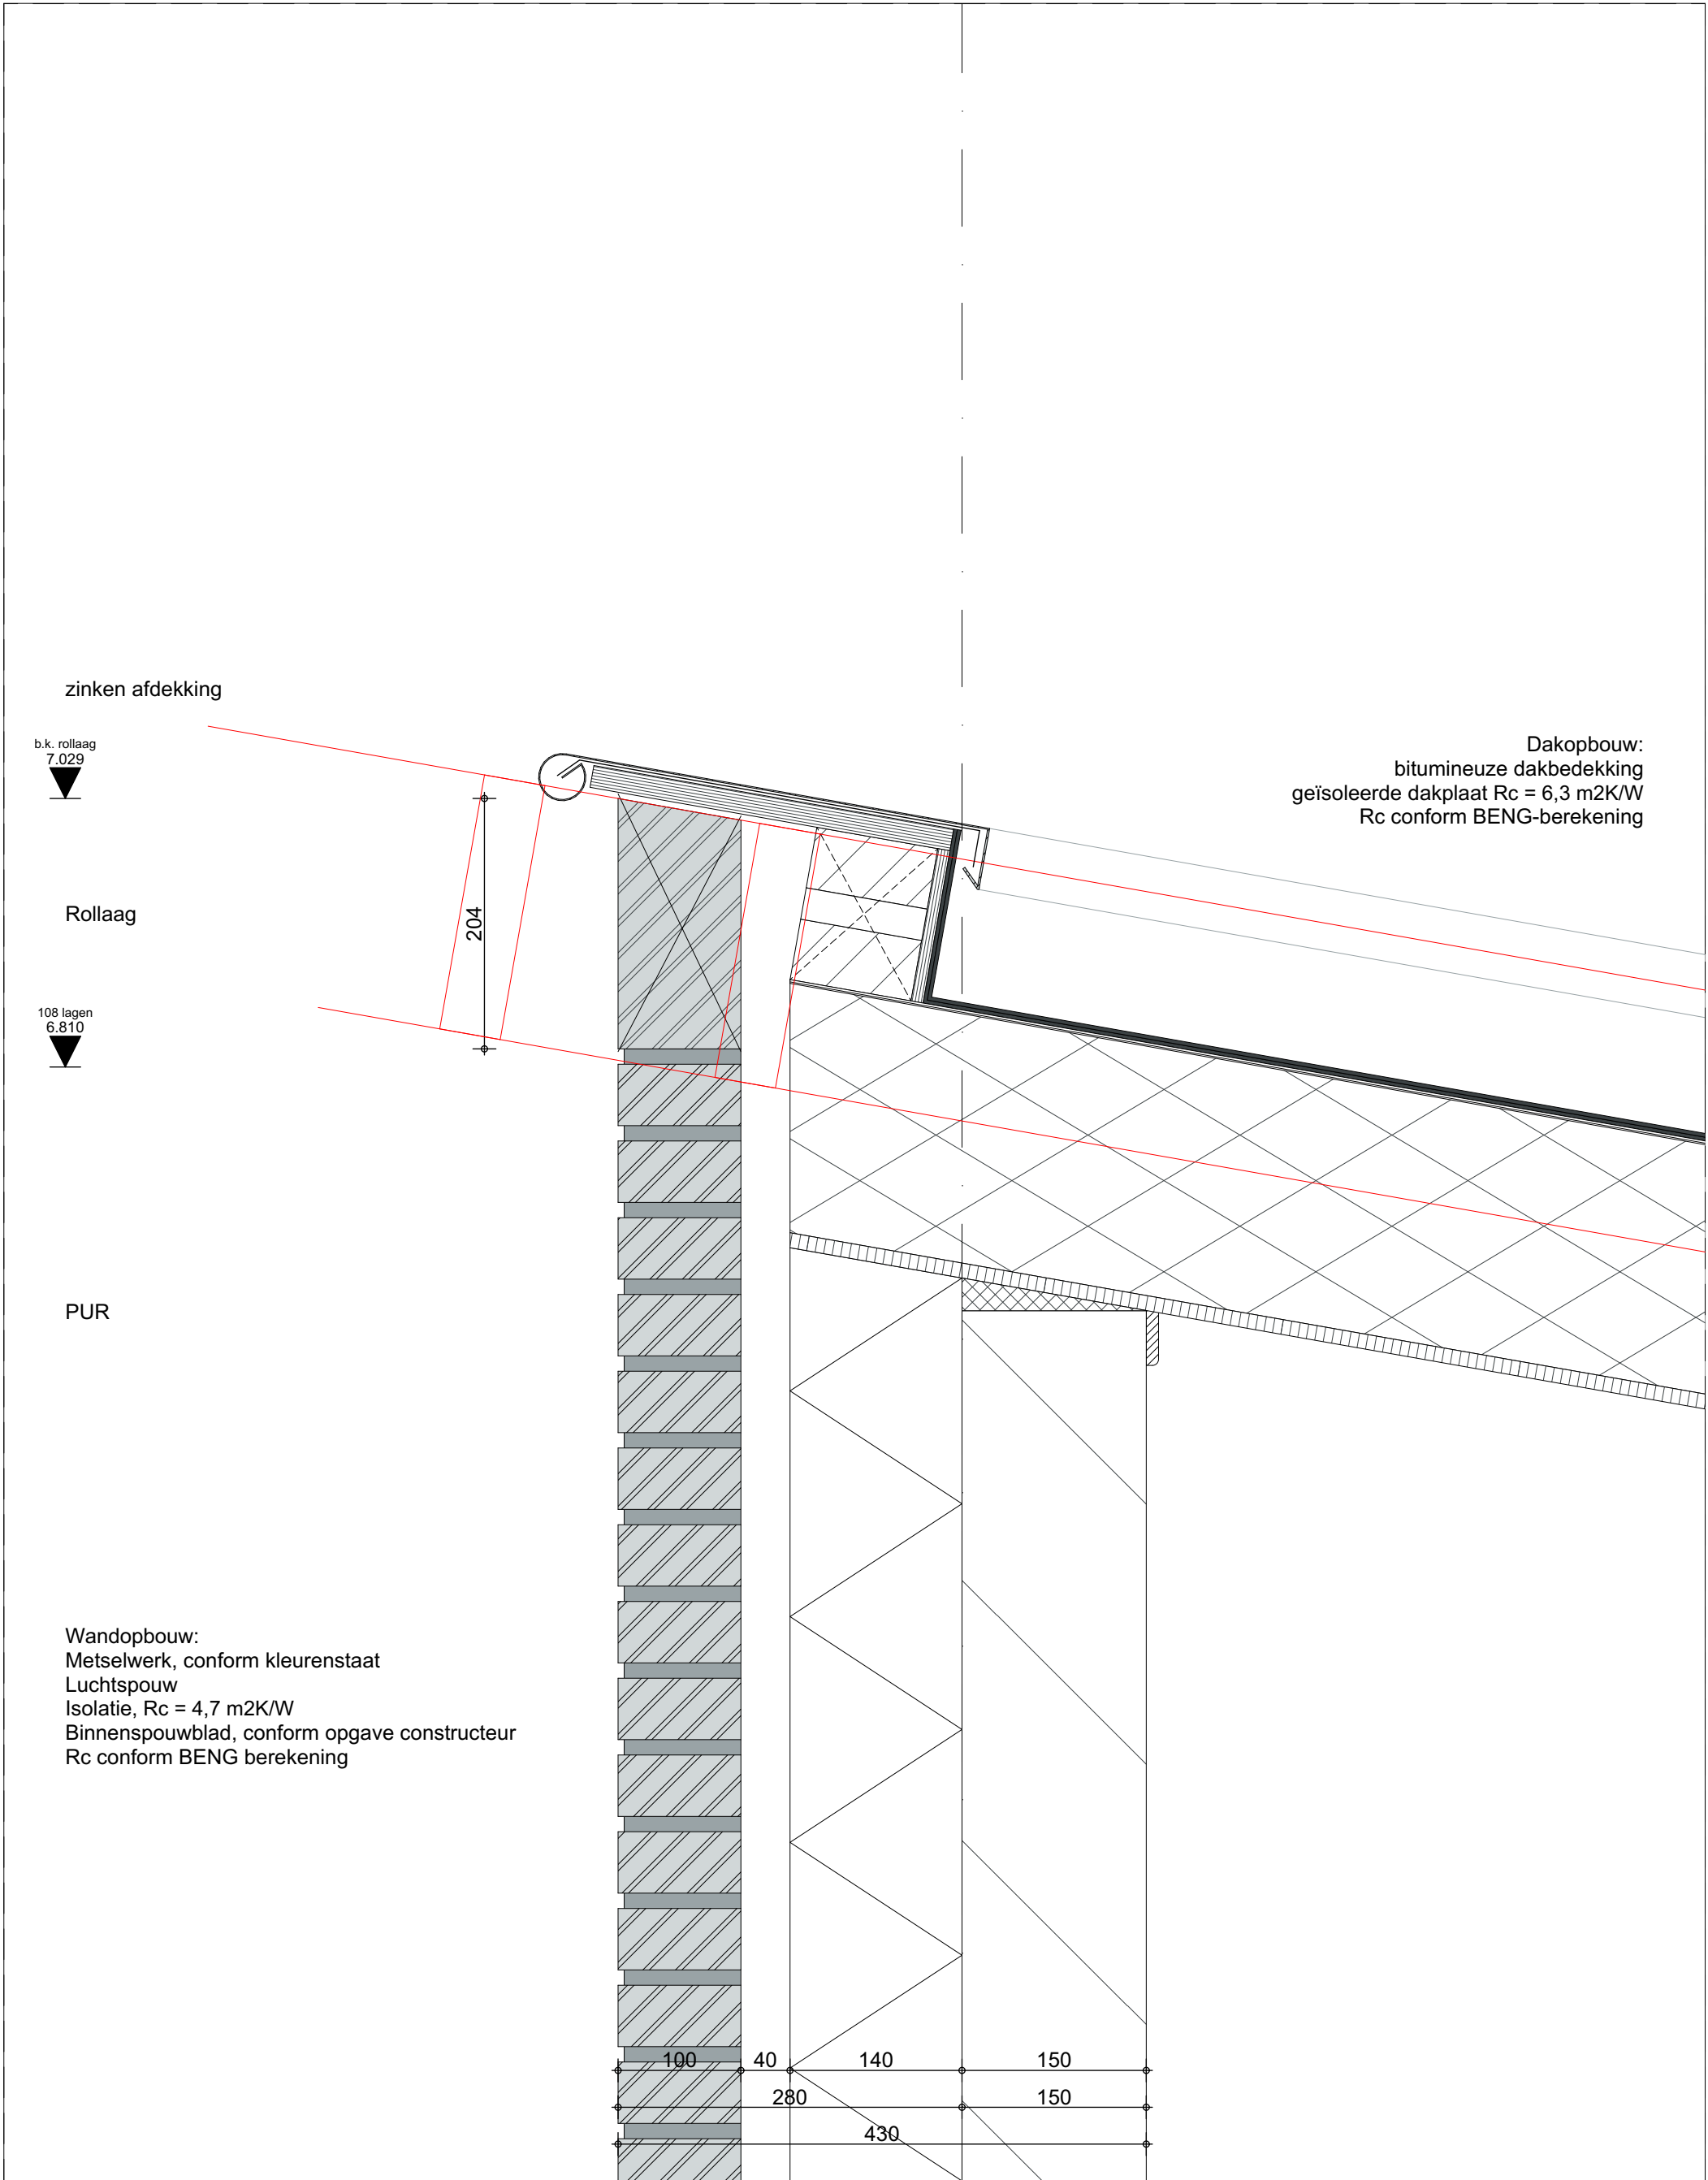 zinken afdekking
b.k. rollaag
7.029
Dakopbouw:
bitumineuze dakbedekking
geïsoleerde dakplaat Rc = 6,3 m2K/W
Rc conform BENG-berekening
Rollaag
204
108 lagen
6.810
PUR
Wandopbouw:
Metselwerk, conform kleurenstaat
Luchtspouw
Isolatie, Rc = 4,7 m2K/W
Binnenspouwblad, conform opgave constructeur
Rc conform BENG berekening
100 40 140 150
280 150
430